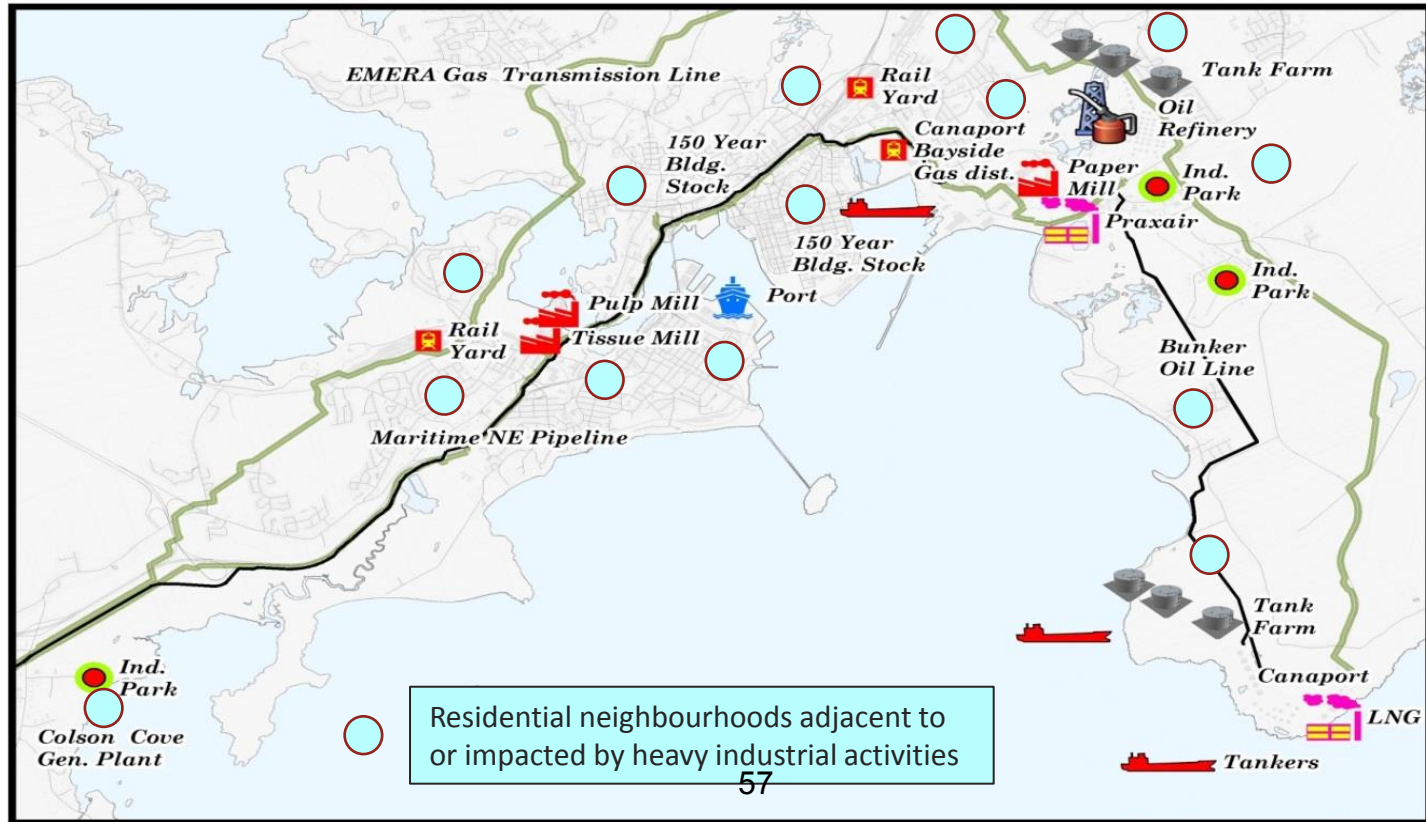 EMERA Gas Transmission Line
Rail
Yard
Tank Farm
Oil
Refinery
150 Year
Bldg.
Stock
Canaport
Bayside
Gas dist.
Paper
Mill
Ind.
Park
Praxair
150 Year
Bldg. Stock
Ind.
Park
Port
Pulp Mill
Tissue Mill
Rail
Yard
Bunker
Oil Line
Maritime NE Pipeline
Tank
Farm
Ind.
Park
Canaport
LNG
Colson Cove
Gen. Plant
Residential neighbourhoods adjacent to
or impacted by heavy industrial activities
Tankers
57